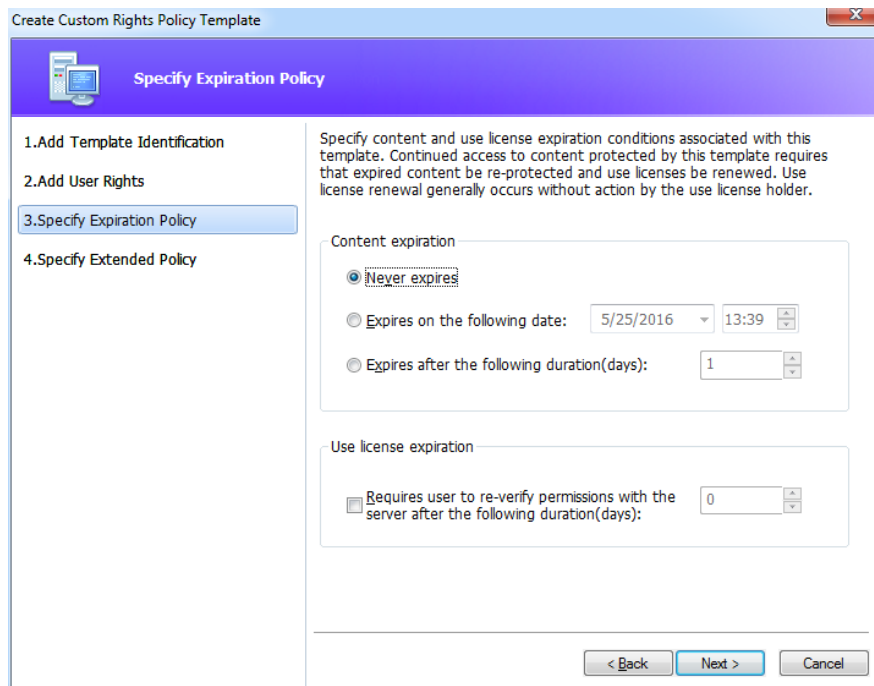 Create Custom Rights Policy Template
x
Specify Expiration Policy
1.Add Template Identification
2.Add User Rights
3.Specify Expiration Policy
4.Specify Extended Policy
Specify content and use license expiration conditions associated with this
template. Continued access to content protected by this template requires
that expired content be re-protected and use licenses be renewed. Use
license renewal generally occurs without action by the use license holder.
Content expiration
Never expires
Expires on the following date: 5/25/2016 13:39
Expires after the following duration(days): 1
Use license expiration
Requires user to re-verify permissions with the
server after the following duration(days): 0
< Back Next > Cancel